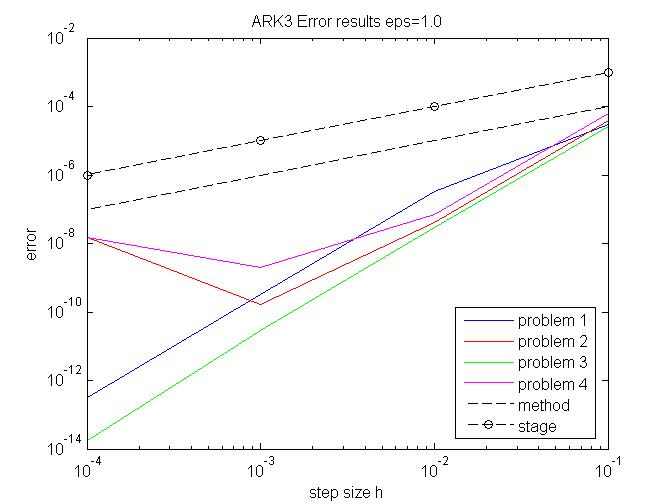 ARK3 Error results eps=1.0
10^-2
10^-4
10^-6
10^-8
10^-10
10^-12
10^-14
error
problem 1
problem 2
problem 3
problem 4
method
stage
10^-4
10^-3
10^-2
10^-1
step size h